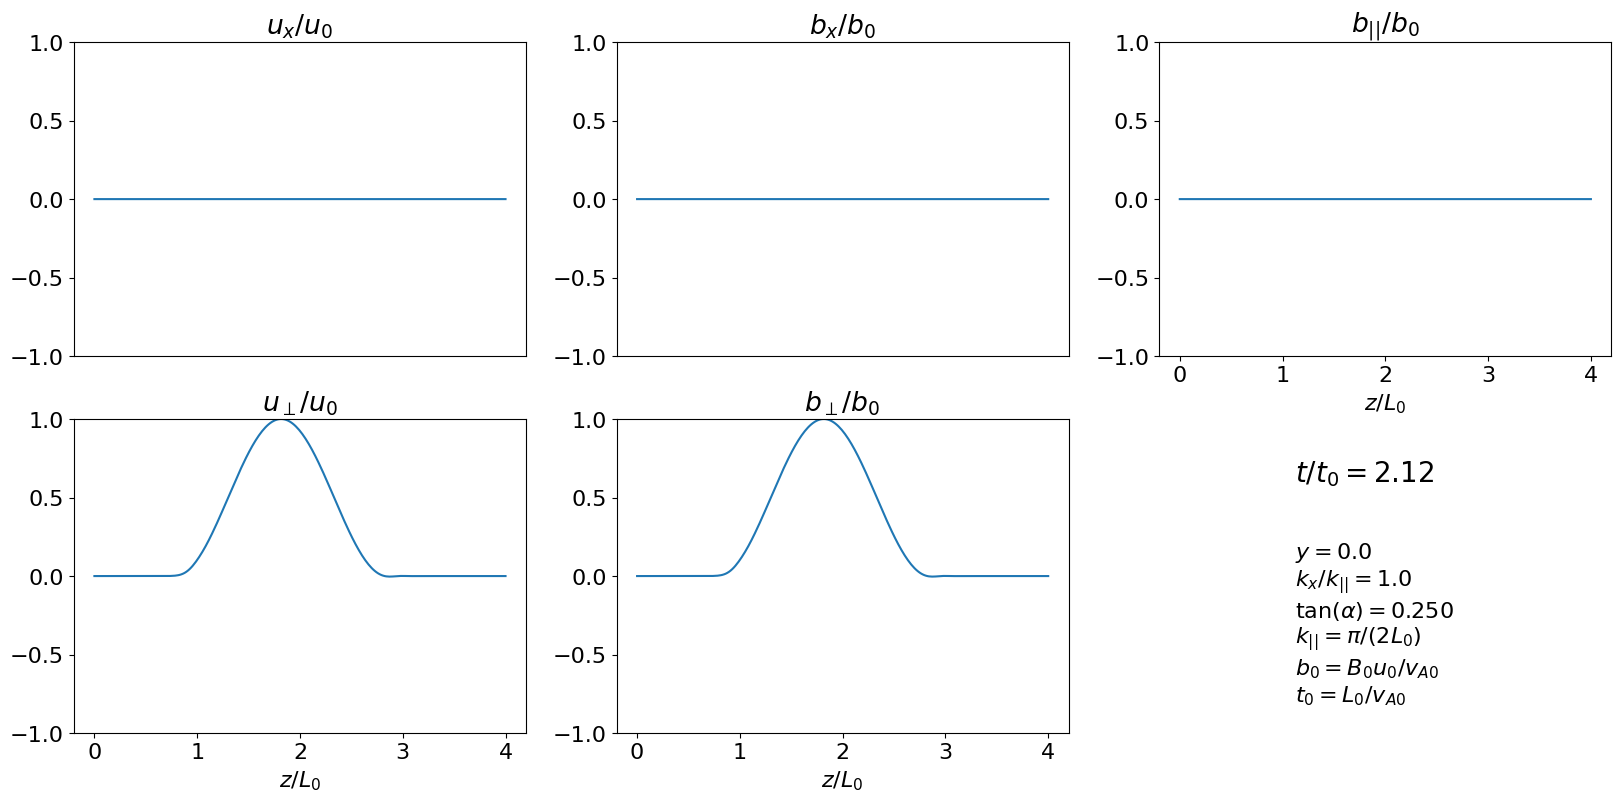 u_x/u_0
1.0
0.5
0.0
−0.5
−1.0
b_x/b_0
1.0
0.5
0.0
−0.5
−1.0
b_{||}/b_0
1.0
0.5
0.0
−0.5
−1.0
0 1 2 3 4
z/L_0
u_⊥/u_0
1.0
0.5
0.0
−0.5
−1.0
0 1 2 3 4
z/L_0
b_⊥/b_0
1.0
0.5
0.0
−0.5
−1.0
0 1 2 3 4
z/L_0
t/t_0 = 2.12
y = 0.0
k_x/k_{||} = 1.0
tan(α) = 0.250
k_{||} = π/(2L_0)
b_0 = B_0u_0/v_{A0}
t_0 = L_0/v_{A0}